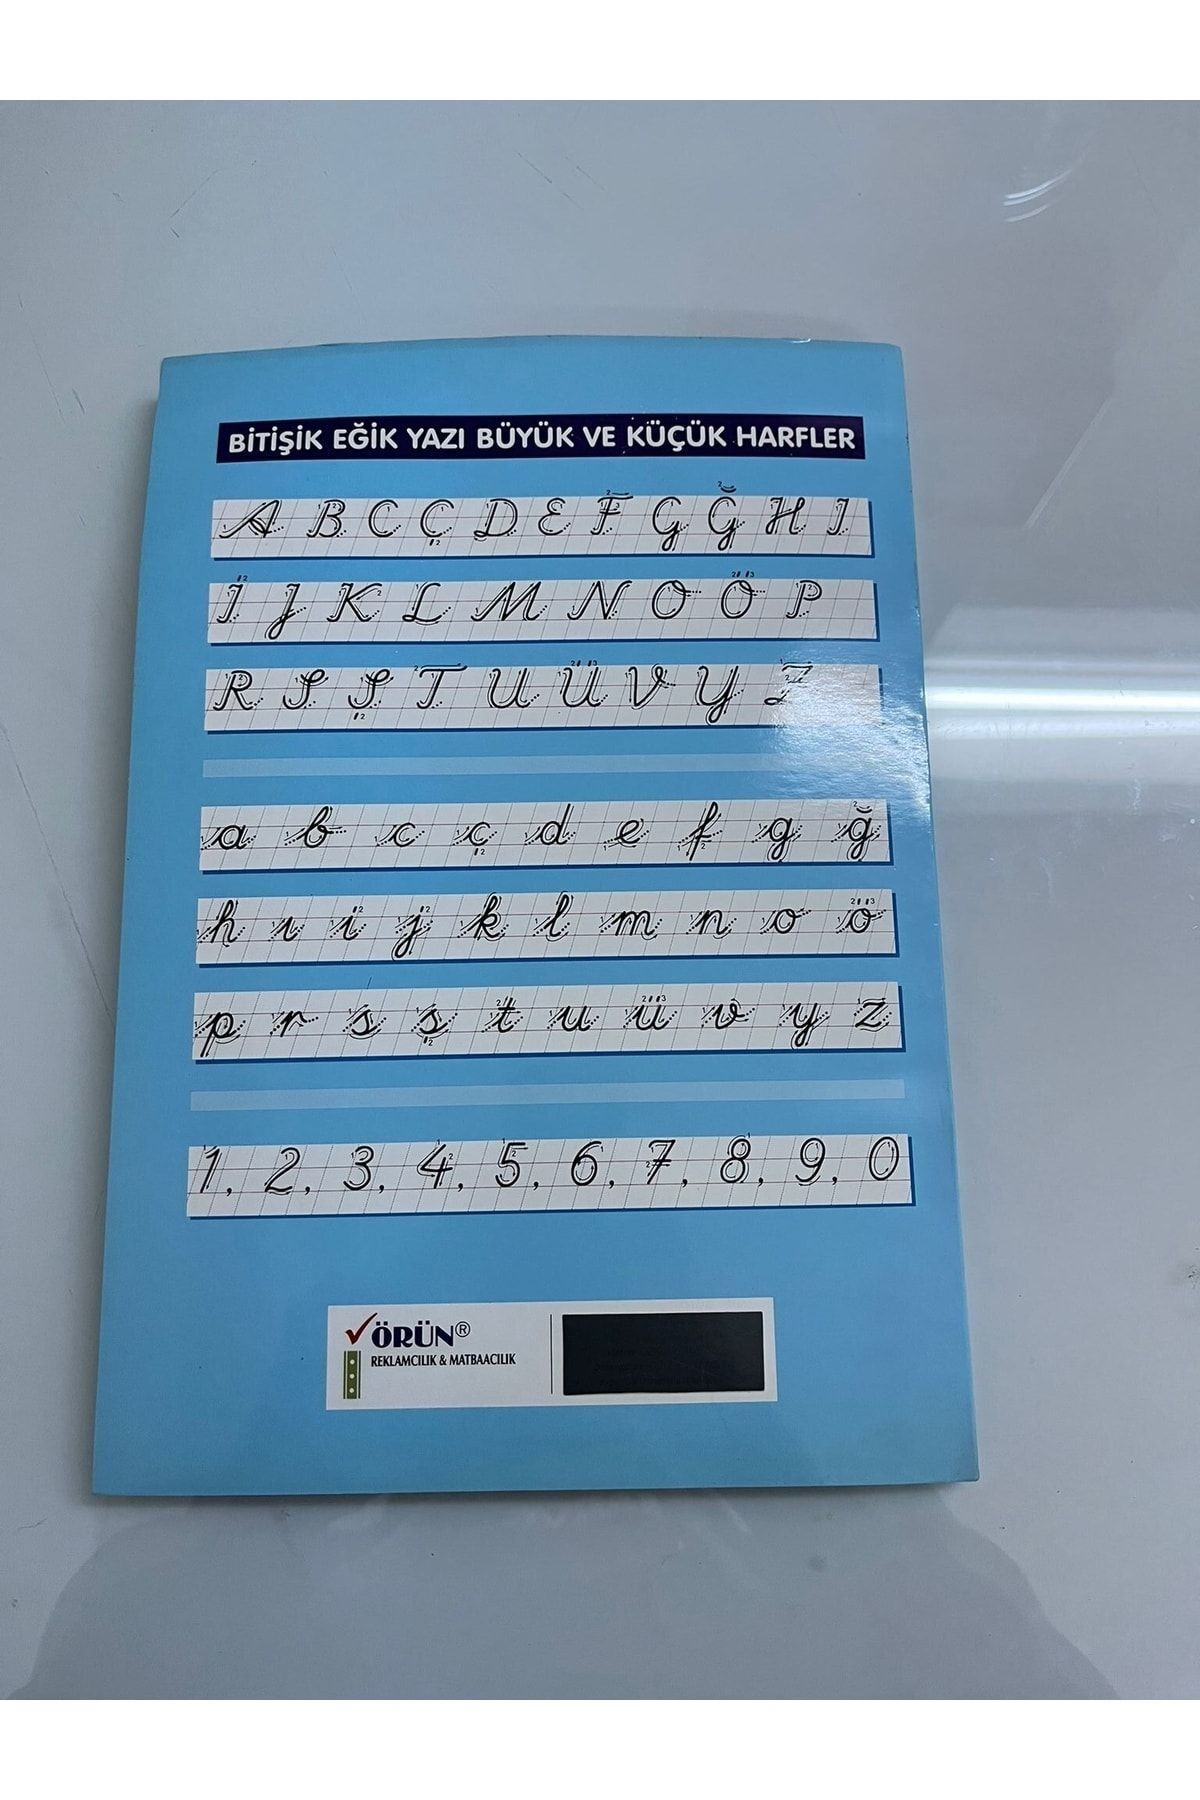 BİTİŞİK EĞİK YAZI BÜYÜK VE KÜÇÜK HARFLER
A B C Ç D E F G Ğ H I
İ J K L M N O Ö P
R S Ş T U Ü V Y Z
a b c ç d e f g ğ
h ı i j k l m n o ö
p r s ş t u ü v y z
1, 2, 3, 4, 5, 6, 7, 8, 9, 0
ÖRÜN®
REKLAMCILIK & MATBAACILIK